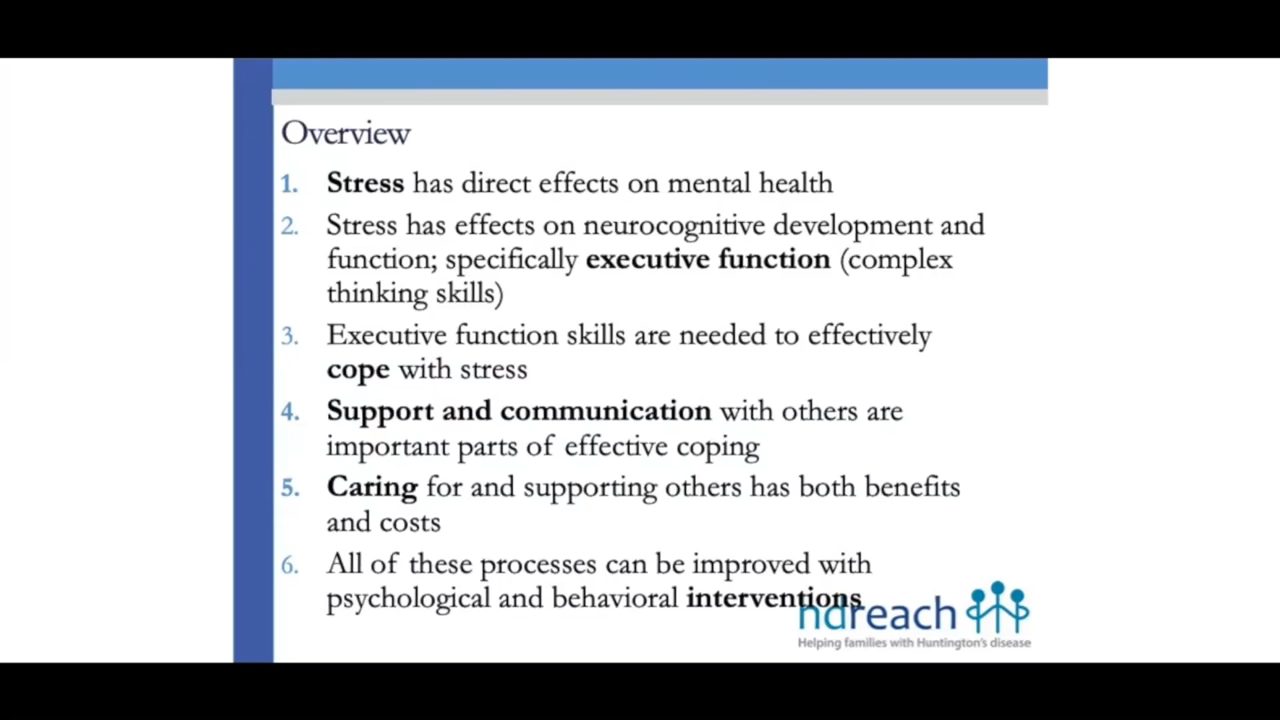 Overview
1. Stress has direct effects on mental health
2. Stress has effects on neurocognitive development and
function; specifically executive function (complex
thinking skills)
3. Executive function skills are needed to effectively
cope with stress
4. Support and communication with others are
important parts of effective coping
5. Caring for and supporting others has both benefits
and costs
6. All of these processes can be improved with
psychological and behavioral interventions
hdreach
Helping families with Huntington's disease